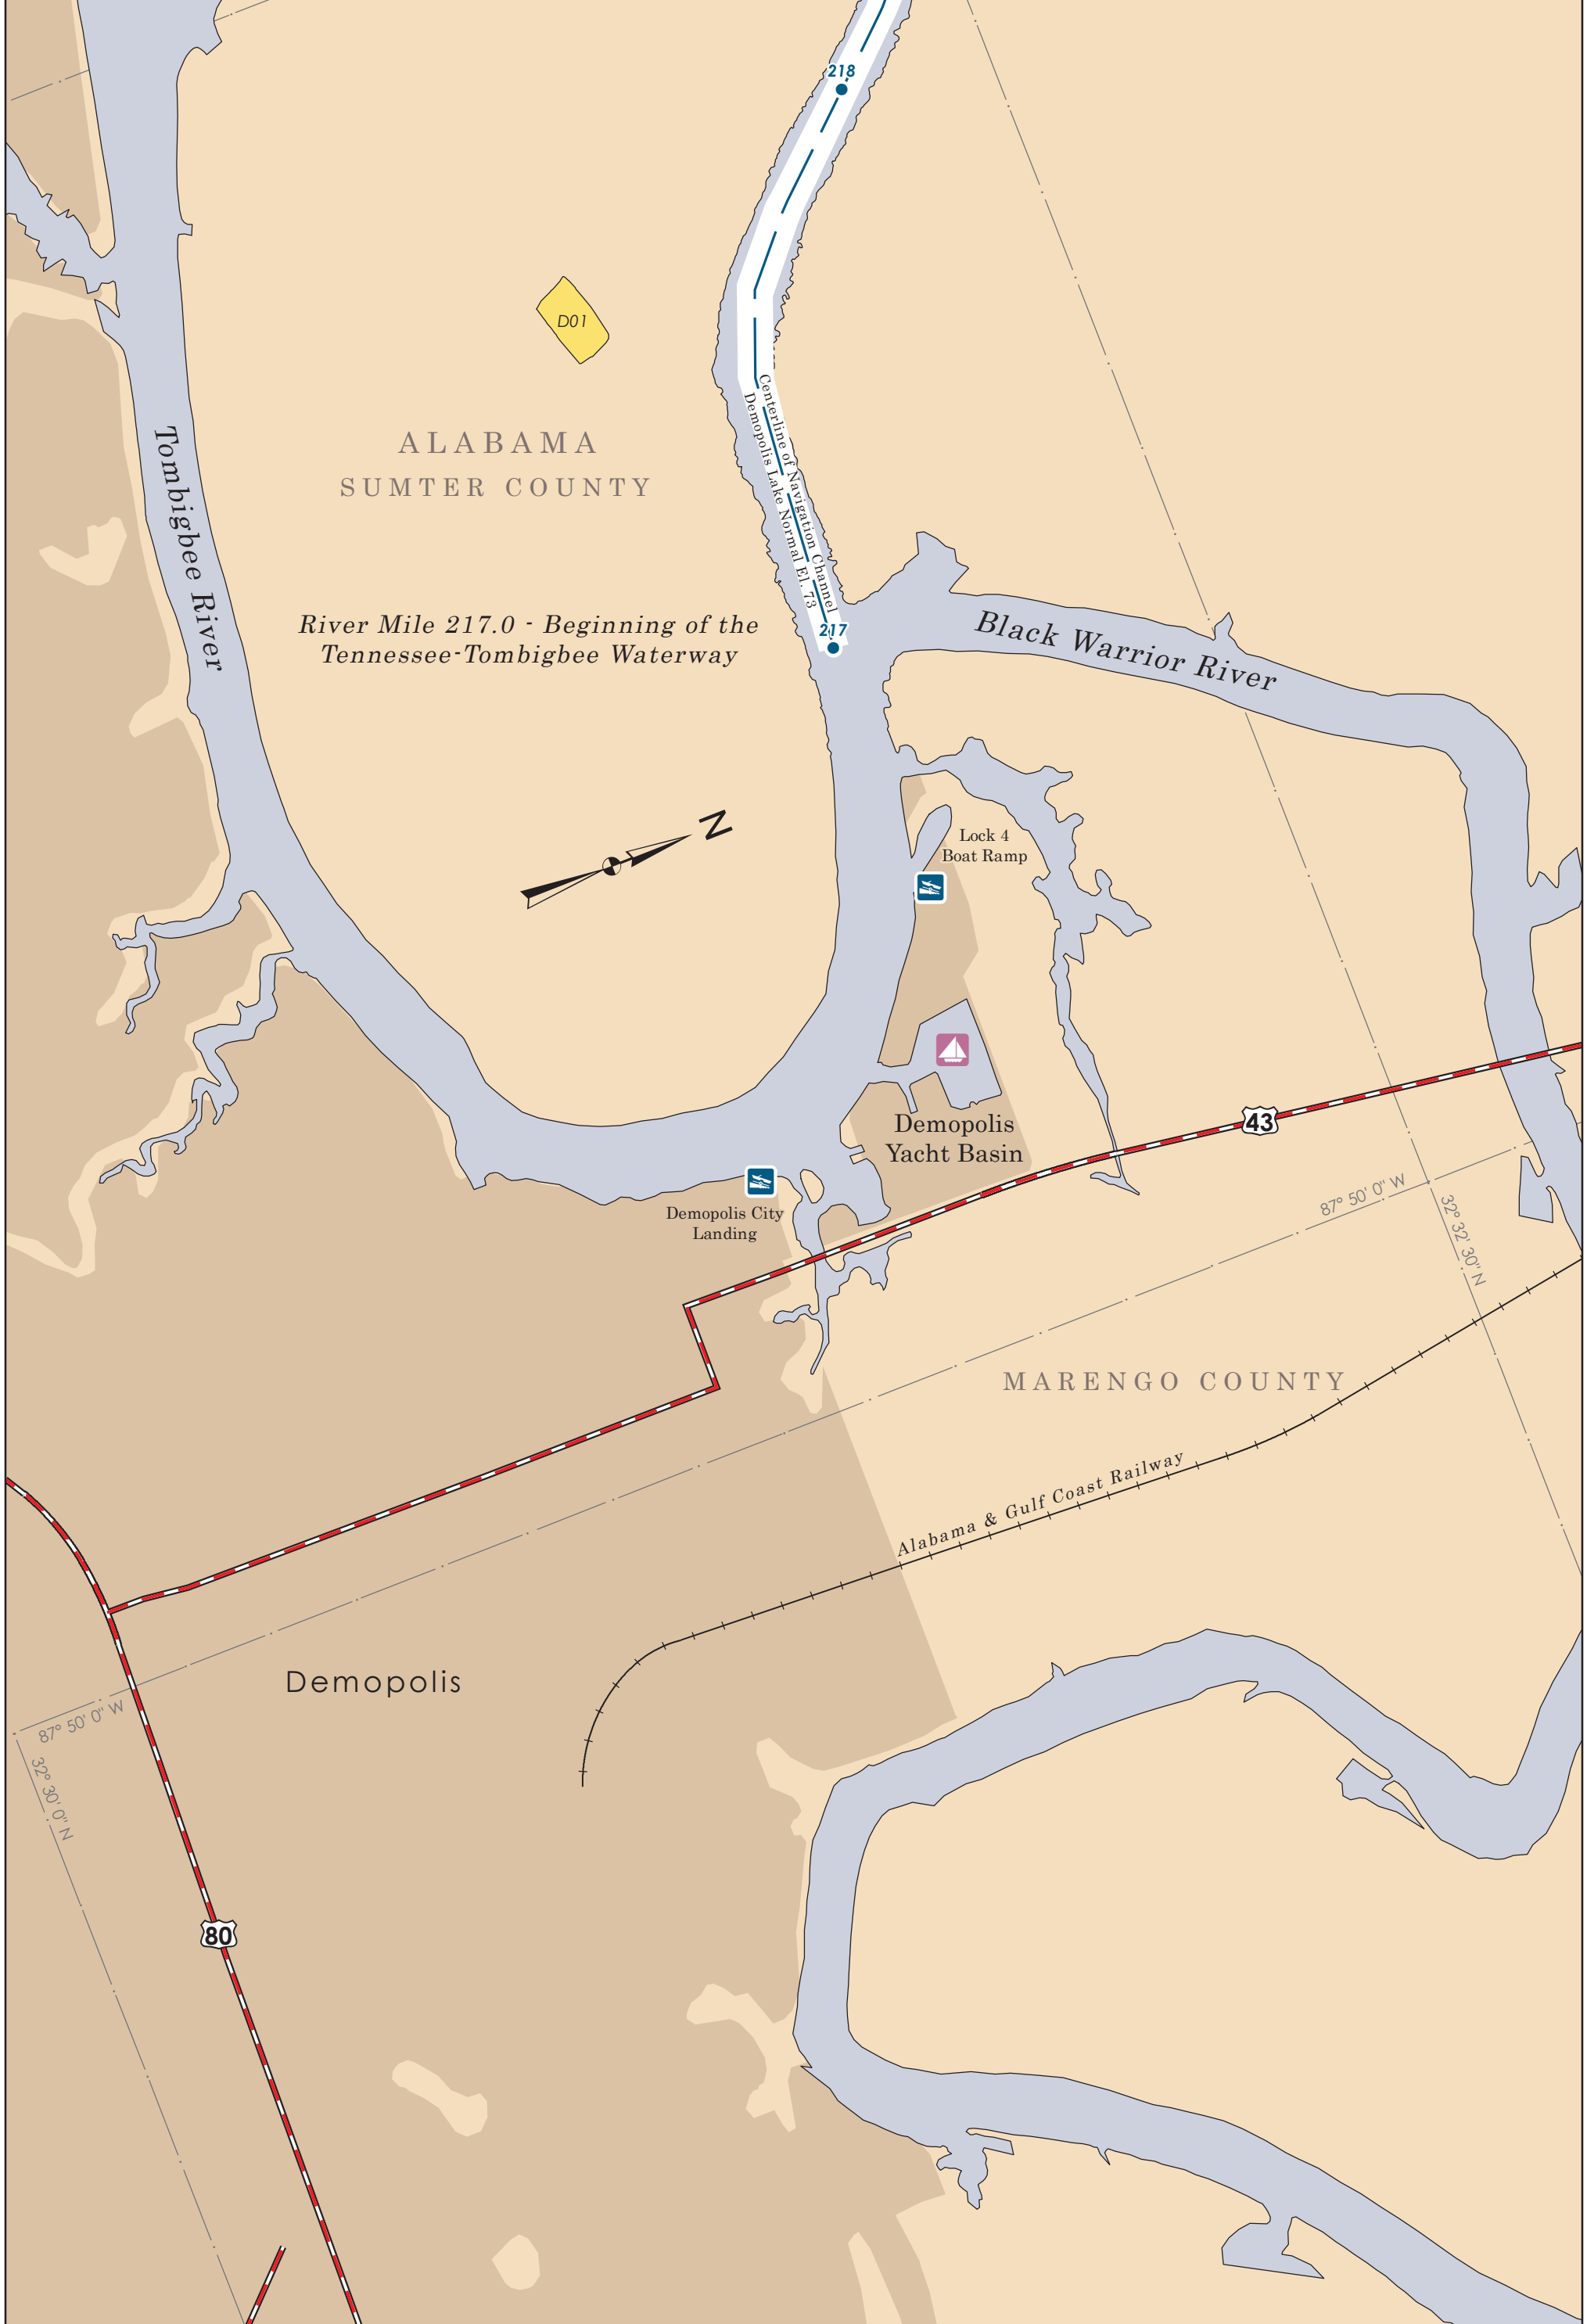 218
D01
ALABAMA
SUMTER COUNTY
Tombigbee River
Centerline of Navigation Channel
Demopolis Lake Normal El. 73
River Mile 217.0 - Beginning of the
Tennessee-Tombigbee Waterway
217
Black Warrior River
N
Lock 4
Boat Ramp
Demopolis
Yacht Basin
43
Demopolis City
Landing
87° 50' 0" W
32° 32' 30" N
MARENGO COUNTY
Alabama & Gulf Coast Railway
Demopolis
87° 50' 0" W
32° 30' 0" N
80